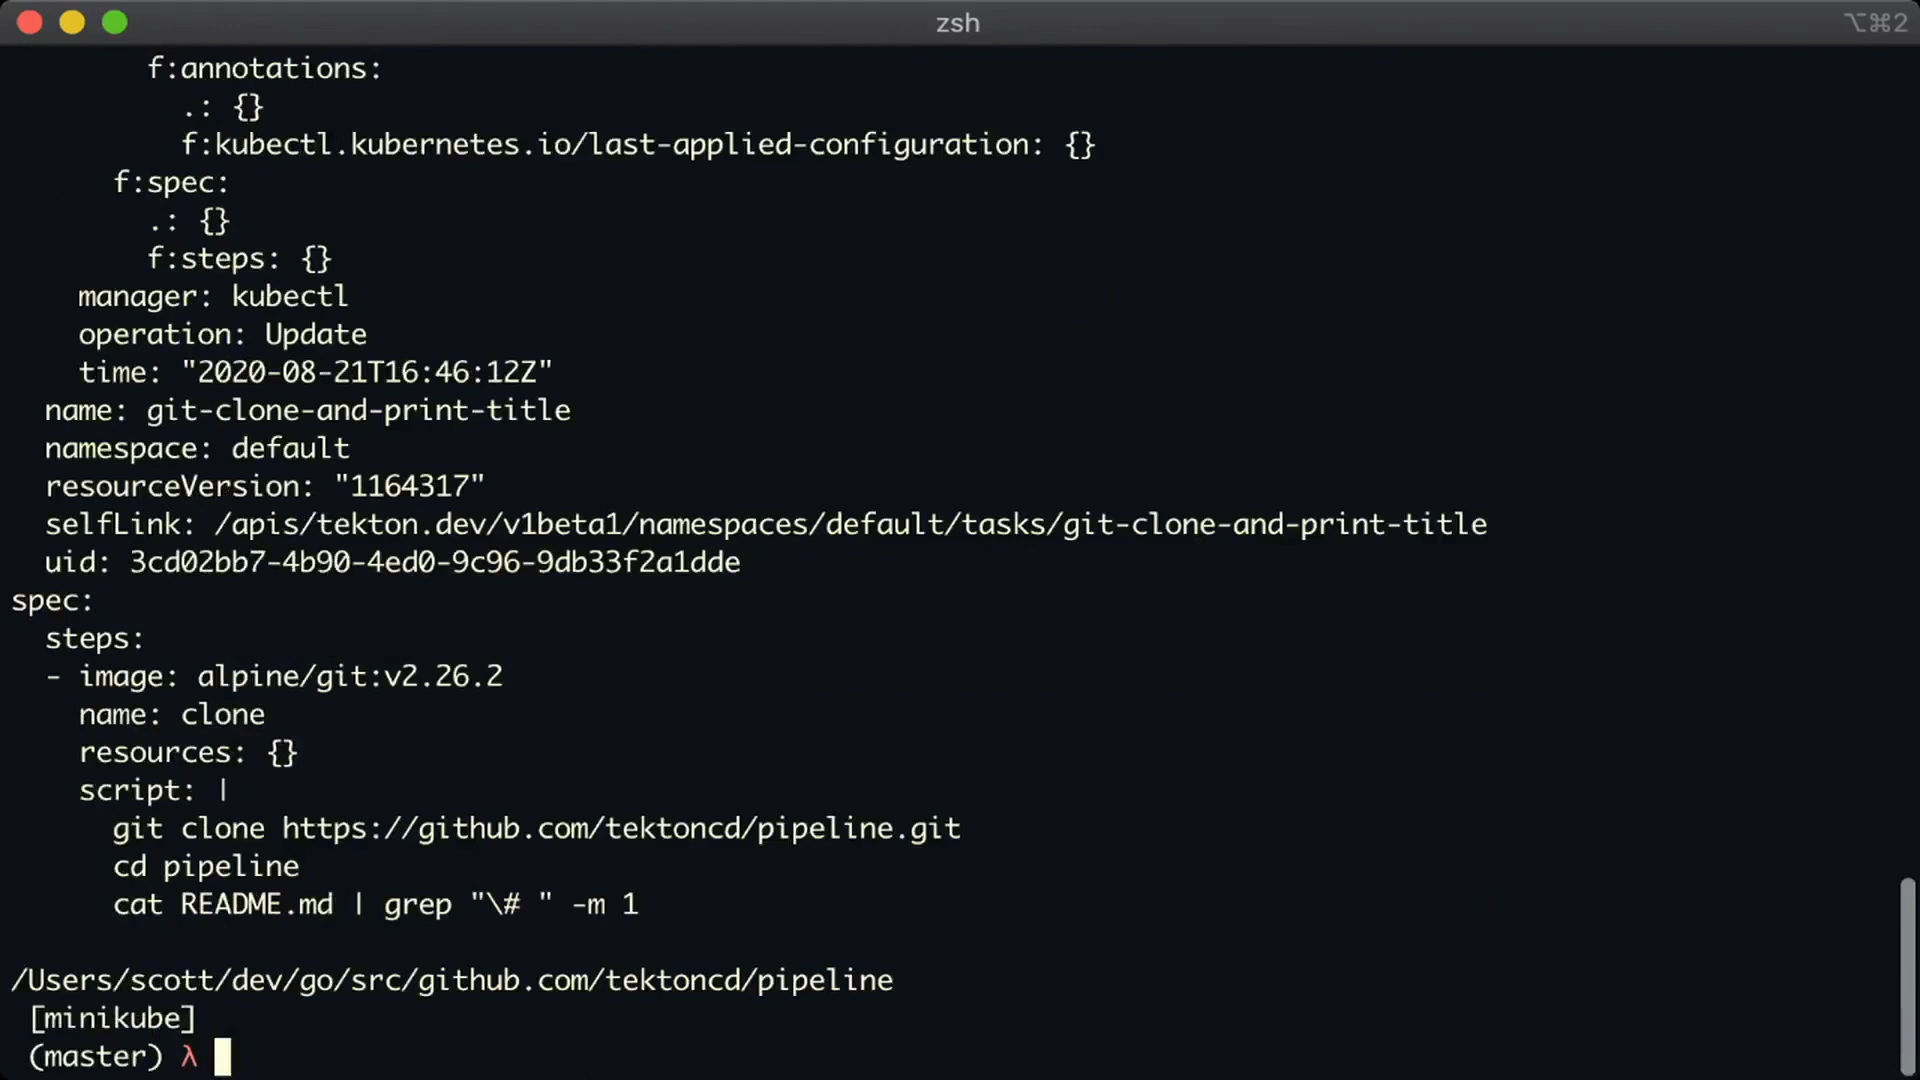 zsh
⌥⌘2
f:annotations:
.: {}
f:kubectl.kubernetes.io/last-applied-configuration: {}
f:spec:
.: {}
f:steps: {}
manager: kubectl
operation: Update
time: "2020-08-21T16:46:12Z"
name: git-clone-and-print-title
namespace: default
resourceVersion: "1164317"
selfLink: /apis/tekton.dev/v1beta1/namespaces/default/tasks/git-clone-and-print-title
uid: 3cd02bb7-4b90-4ed0-9c96-9db33f2a1dde
spec:
steps:
- image: alpine/git:v2.26.2
name: clone
resources: {}
script: |
git clone https://github.com/tektoncd/pipeline.git
cd pipeline
cat README.md | grep "\# " -m 1
/Users/scott/dev/go/src/github.com/tektoncd/pipeline
[minikube]
(master) λ